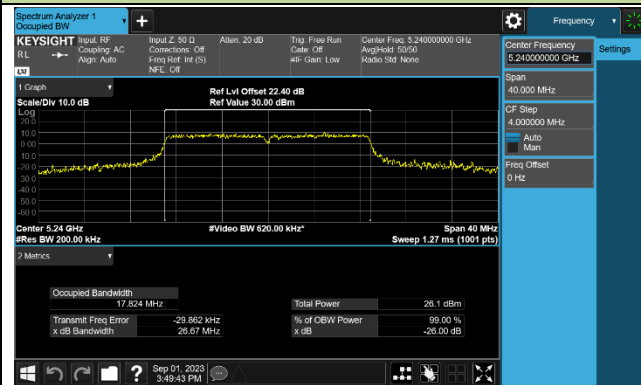 Spectrum Analyzer 1
Occupied BW
Frequency
KEYSIGHT
RL
LXI
Input: RF
Coupling: AC
Align: Auto
Input Z: 50 Ω
Corrections: Off
Freq Ref: Int (S)
NFE: Off
Atten: 20 dB
Trig: Free Run
Gate: Off
#IF Gain: Low
Center Freq: 5.240000000 GHz
Avg|Hold: 50/50
Radio Std: None
Center Frequency
5.240000000 GHz
Settings
Span
40.000 MHz
CF Step
4.000000 MHz
Auto
Man
Freq Offset
0 Hz
1 Graph
Scale/Div 10.0 dB
Ref Lvl Offset 22.40 dB
Ref Value 30.00 dBm
Log
20.0
10.0
0.00
-10.0
-20.0
-30.0
-40.0
-50.0
-60.0
Center 5.24 GHz
#Video BW 620.00 kHz*
Span 40 MHz
#Res BW 200.00 kHz
Sweep 1.27 ms (1001 pts)
2 Metrics
Occupied Bandwidth
17.824 MHz
Total Power
26.1 dBm
Transmit Freq Error
-29.862 kHz
% of OBW Power
99.00 %
x dB Bandwidth
26.67 MHz
x dB
-26.00 dB
?
Sep 01, 2023
3:49:43 PM